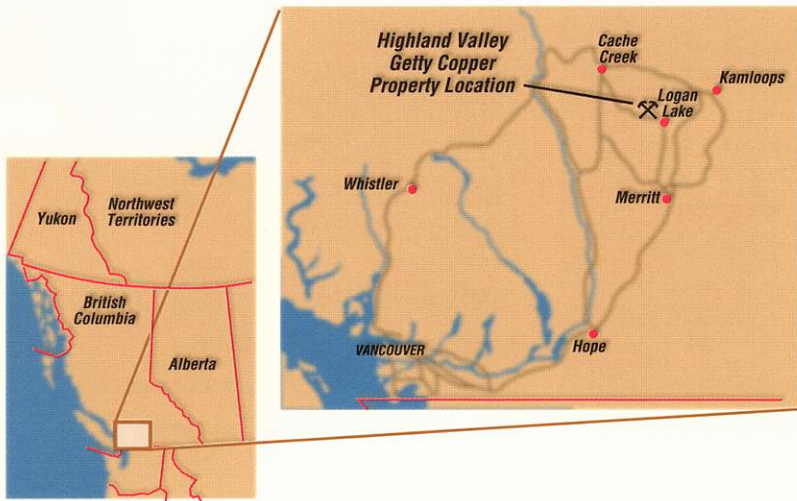 Highland Valley
Getty Copper
Property Location
Cache
Creek
Kamloops
Logan
Lake
Whistler
Merritt
VANCOUVER
Hope
Yukon
Northwest
Territories
British
Columbia
Alberta